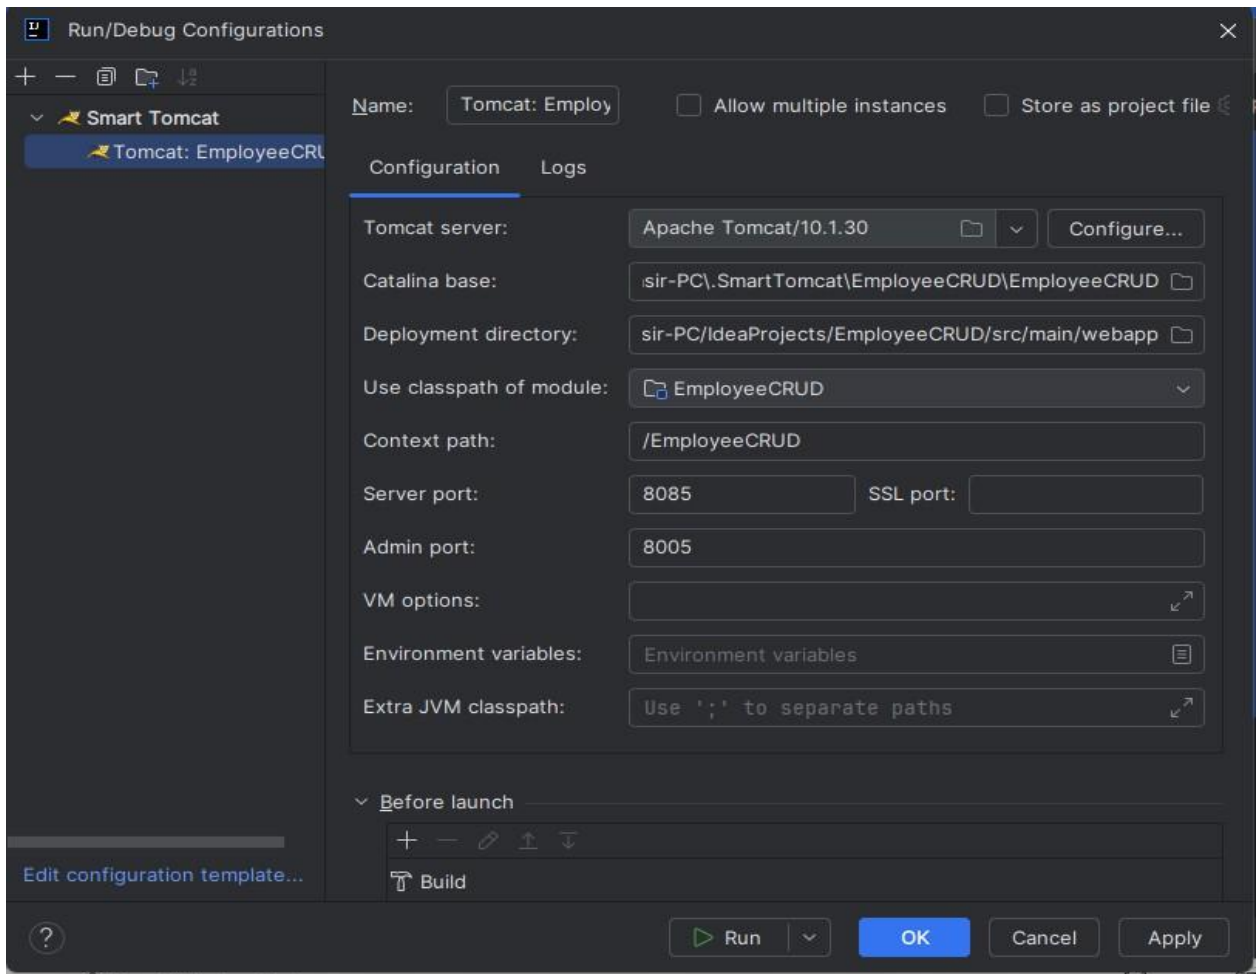 Run/Debug Configurations
Smart Tomcat
Tomcat: EmployeeCRU
Name: Tomcat: Employ Allow multiple instances Store as project file
Configuration Logs
Tomcat server: Apache Tomcat/10.1.30 Configure...
Catalina base: sir-PC\.SmartTomcat\EmployeeCRUD\EmployeeCRUD
Deployment directory: sir-PC/IdeaProjects/EmployeeCRUD/src/main/webapp
Use classpath of module: EmployeeCRUD
Context path: /EmployeeCRUD
Server port: 8085 SSL port:
Admin port: 8005
VM options:
Environment variables: Environment variables
Extra JVM classpath: Use ';' to separate paths
Before launch
Build
Edit configuration template...
? Run OK Cancel Apply